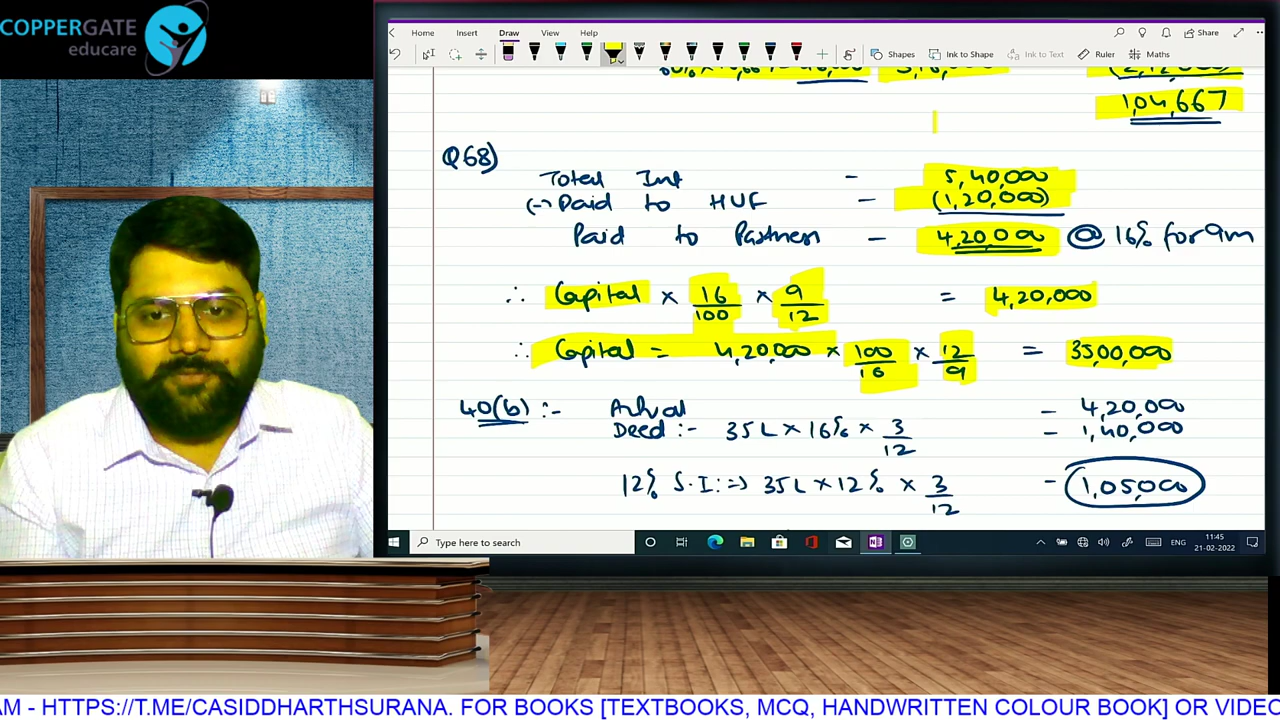 COPPERGATE
educare
Home Insert Draw View Help
Share
Shapes Ink to Shape Ink to Text Ruler Maths
1,04,667
Q68)
Total Int - 5,40,000
(-) Paid to HUF - (1,20,000)
Paid to Partners - 4,20,000 @ 16% for 9m
∴ Capital × 16/100 × 9/12 = 4,20,000
∴ Capital = 4,20,000 × 100/16 × 12/9 = 35,00,000
40(b) :- Actual - 4,20,000
Deed :- 35L × 16% × 3/12 - 1,40,000
12% S.I. :⇒ 35L × 12% × 3/12 - 1,05,000
Type here to search
ENG
11:45
21-02-2022
AM - HTTPS://T.ME/CASIDDHARTHSURANA. FOR BOOKS [TEXTBOOKS, MCQ, HANDWRITTEN COLOUR BOOK] OR VIDEO